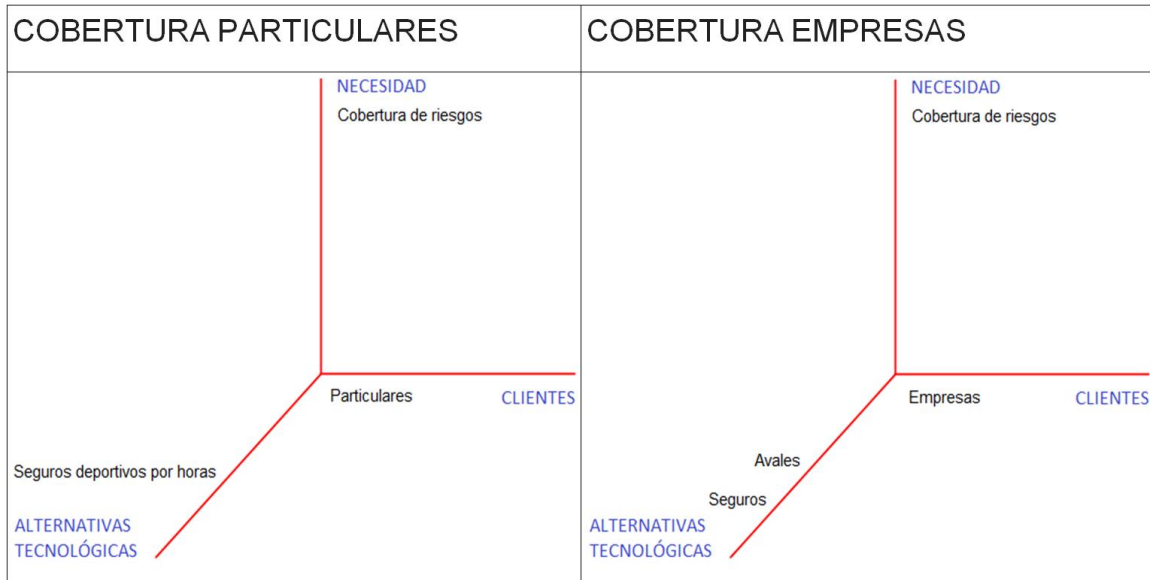 COBERTURA PARTICULARES
NECESIDAD
Cobertura de riesgos
Particulares
CLIENTES
Seguros deportivos por horas
ALTERNATIVAS
TECNOLÓGICAS
COBERTURA EMPRESAS
NECESIDAD
Cobertura de riesgos
Empresas
CLIENTES
Avales
Seguros
ALTERNATIVAS
TECNOLÓGICAS